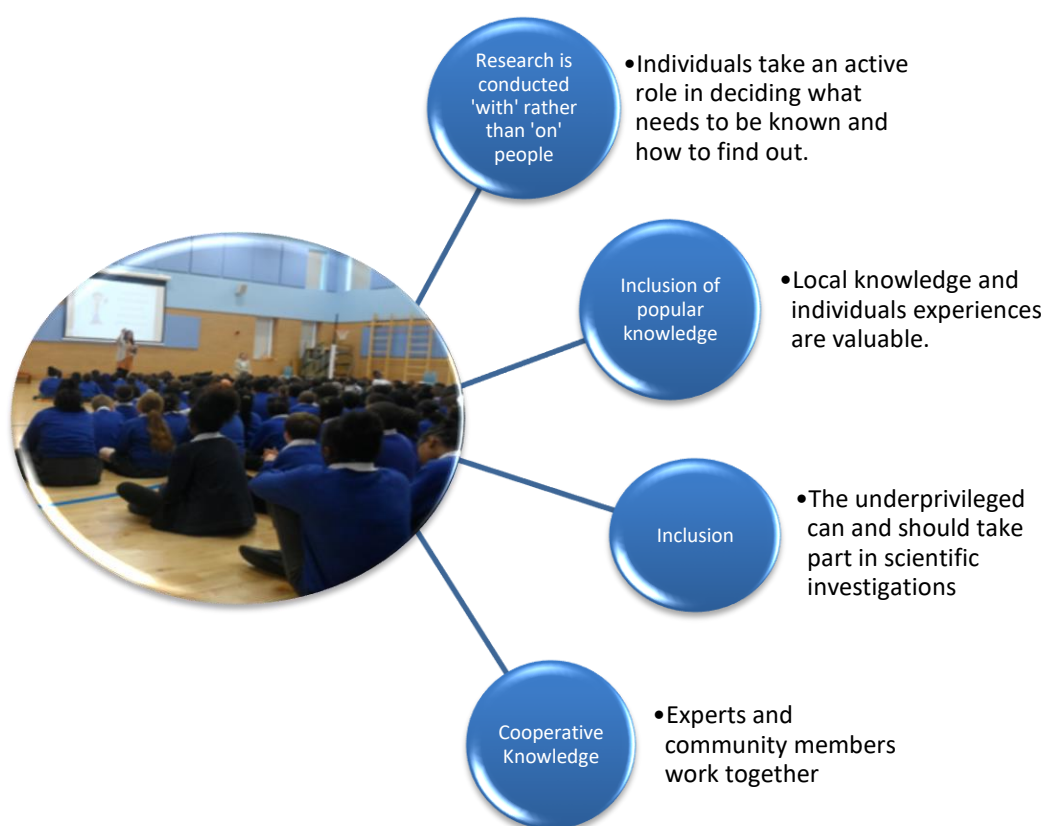 Research is
conducted
'with' rather
than 'on'
people
•Individuals take an active
role in deciding what
needs to be known and
how to find out.
Inclusion of
popular
knowledge
•Local knowledge and
individuals experiences
are valuable.
Inclusion
•The underprivileged
can and should take
part in scientific
investigations
Cooperative
Knowledge
•Experts and
community members
work together